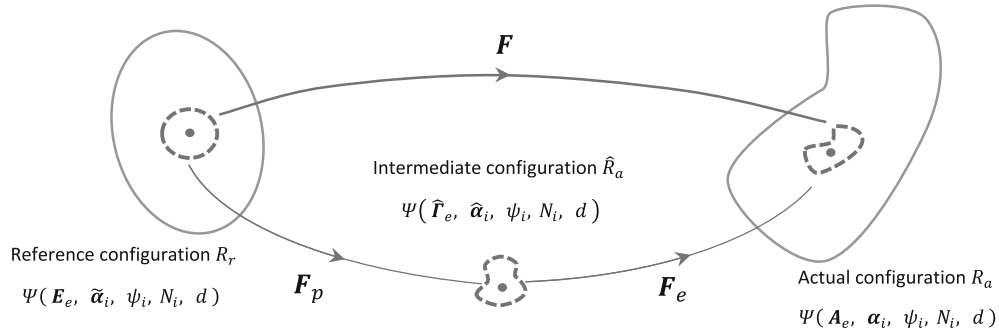 F
Intermediate configuration R̂ₐ
Ψ(Γ̂ₑ, α̂ᵢ, ψᵢ, Nᵢ, d)
Reference configuration Rᵣ
Ψ(Eₑ, α̃ᵢ, ψᵢ, Nᵢ, d)
Fₚ
Fₑ
Actual configuration Rₐ
Ψ(Aₑ, αᵢ, ψᵢ, Nᵢ, d)